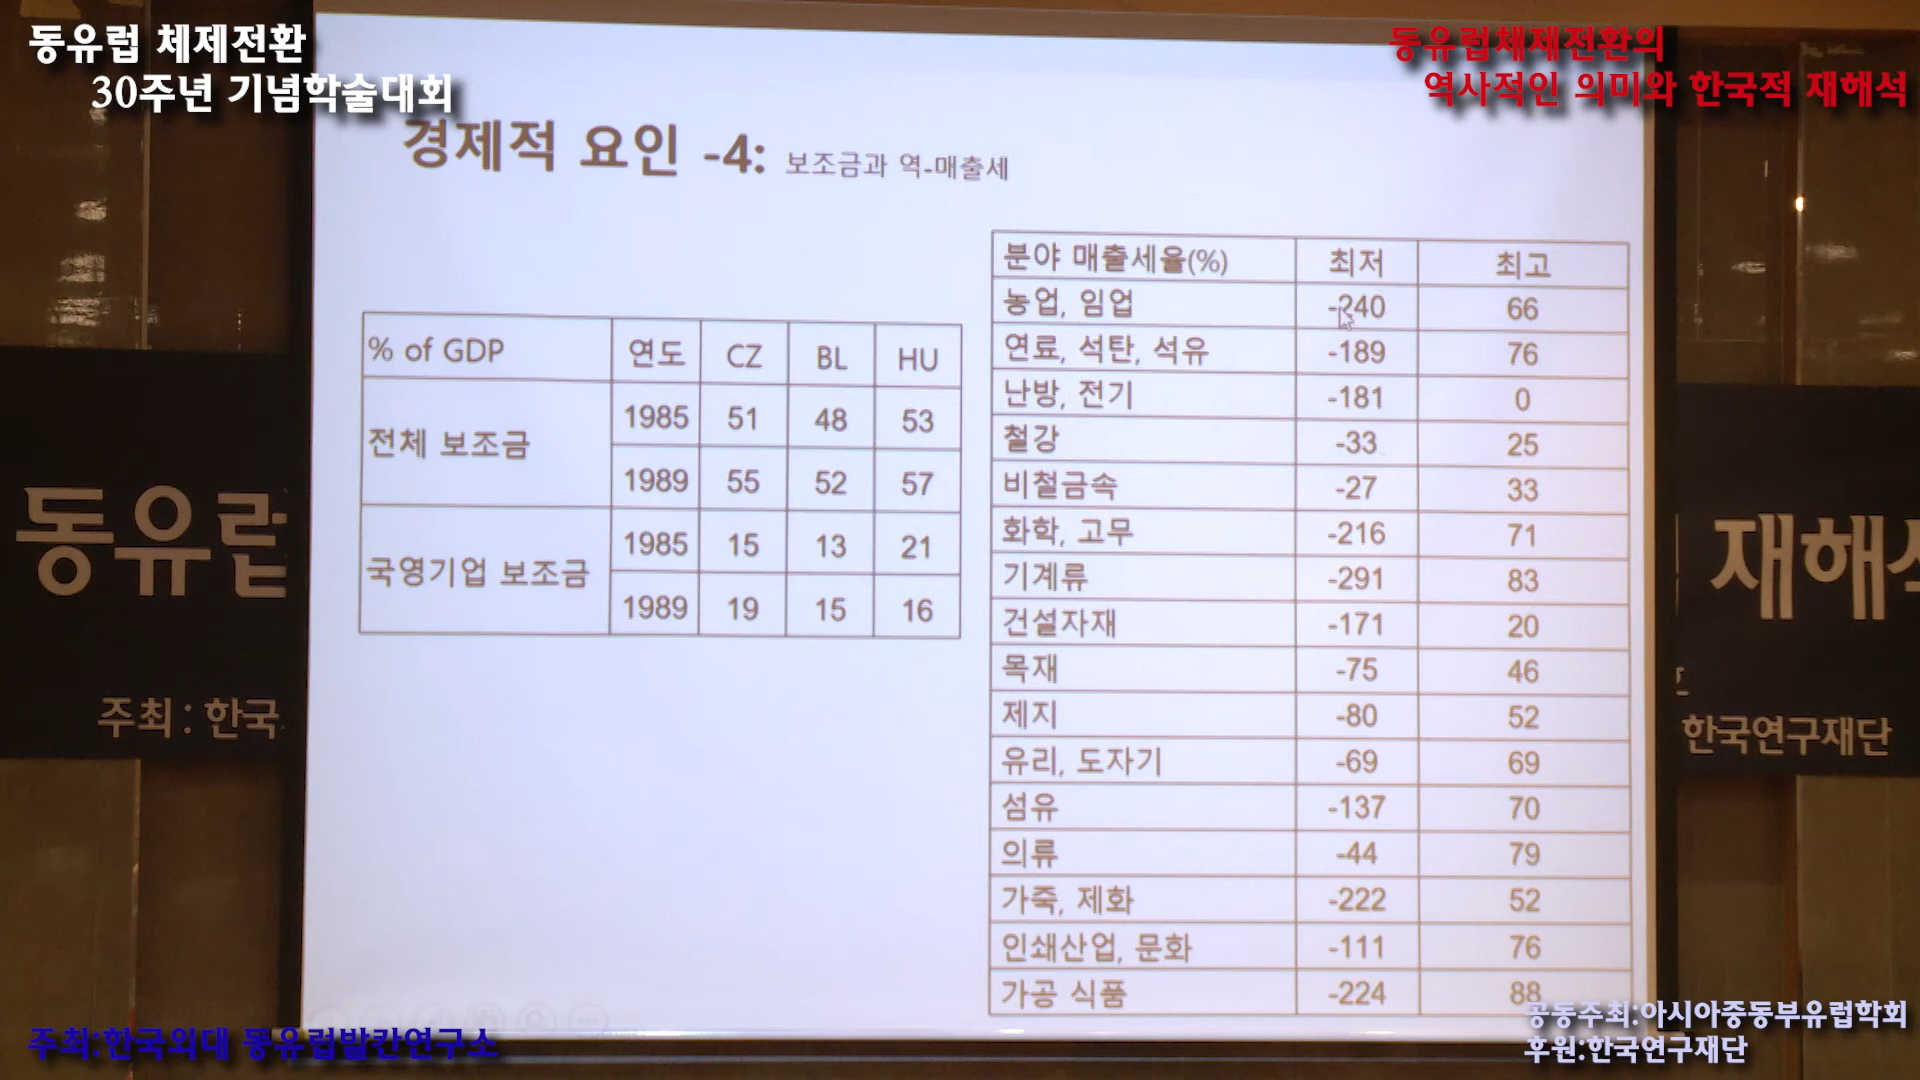 동유럽 체제전환
30주년 기념학술대회
동유럽체제전환의
역사적인 의미와 한국적 재해석
경제적 요인 -4: 보조금과 역-매출세
% of GDP 연도 CZ BL HU
전체 보조금 1985 51 48 53
1989 55 52 57
국영기업 보조금 1985 15 13 21
1989 19 15 16
분야 매출세율(%) 최저 최고
농업, 임업 -240 66
연료, 석탄, 석유 -189 76
난방, 전기 -181 0
철강 -33 25
비철금속 -27 33
화학, 고무 -216 71
기계류 -291 83
건설자재 -171 20
목재 -75 46
제지 -80 52
유리, 도자기 -69 69
섬유 -137 70
의류 -44 79
가죽, 제화 -222 52
인쇄산업, 문화 -111 76
가공 식품 -224 88
동유럽
재해석
주최 : 한국
한국연구재단
주최:한국외대 동유럽발칸연구소
공동주최:아시아중동부유럽학회
후원:한국연구재단